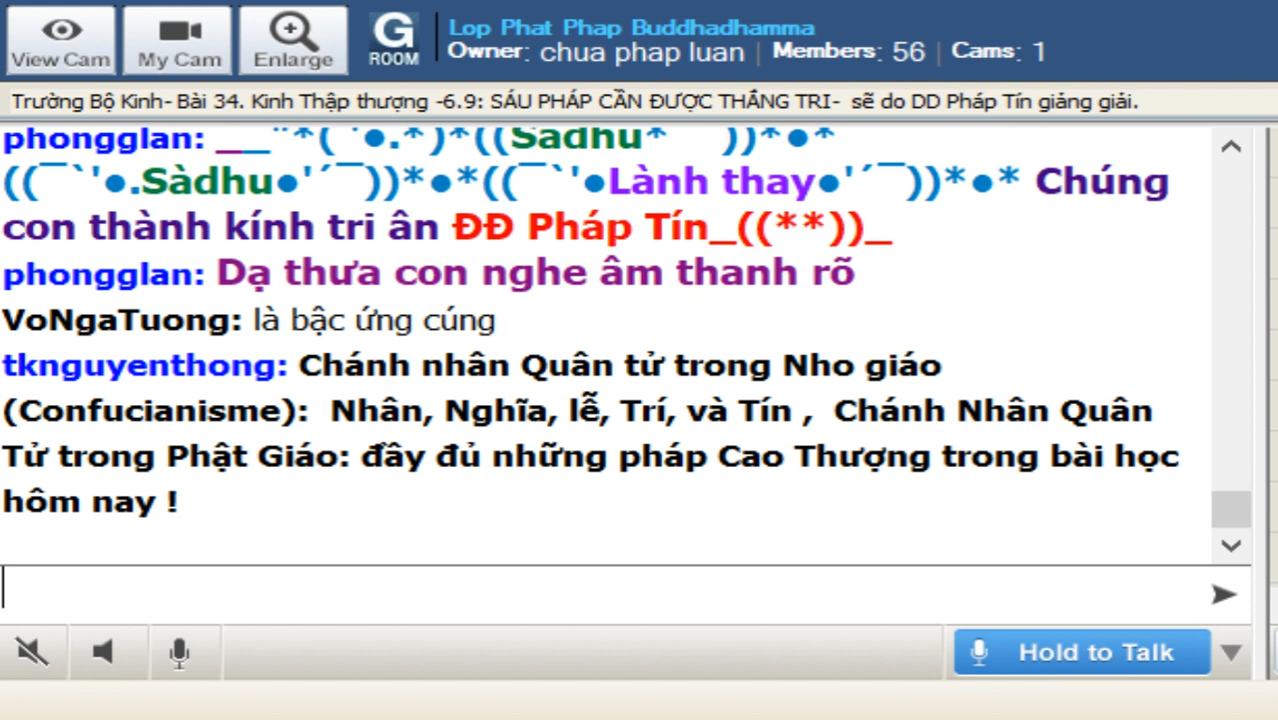 View Cam
My Cam
Enlarge
G
ROOM
Lop Phat Phap Buddhadhamma
Owner: chua phap luan | Members: 56 | Cams: 1
Trường Bộ Kinh- Bài 34. Kinh Thập thượng -6.9: SÁU PHÁP CẦN ĐƯỢC THẮNG TRI- sẽ do DD Pháp Tín giảng giải.
phongglan: __¨*( '●.*)*((Sàdhu* ))*●*
((¯`'●.Sàdhu●'´¯))*●*((¯`'●Lành thay●'´¯))*●* Chúng
con thành kính tri ân ĐĐ Pháp Tín_((**))_
phongglan: Dạ thưa con nghe âm thanh rõ
VoNgaTuong: là bậc ứng cúng
tknguyenthong: Chánh nhân Quân tử trong Nho giáo
(Confucianisme): Nhân, Nghĩa, lễ, Trí, và Tín , Chánh Nhân Quân
Tử trong Phật Giáo: đầy đủ những pháp Cao Thượng trong bài học
hôm nay !
Hold to Talk